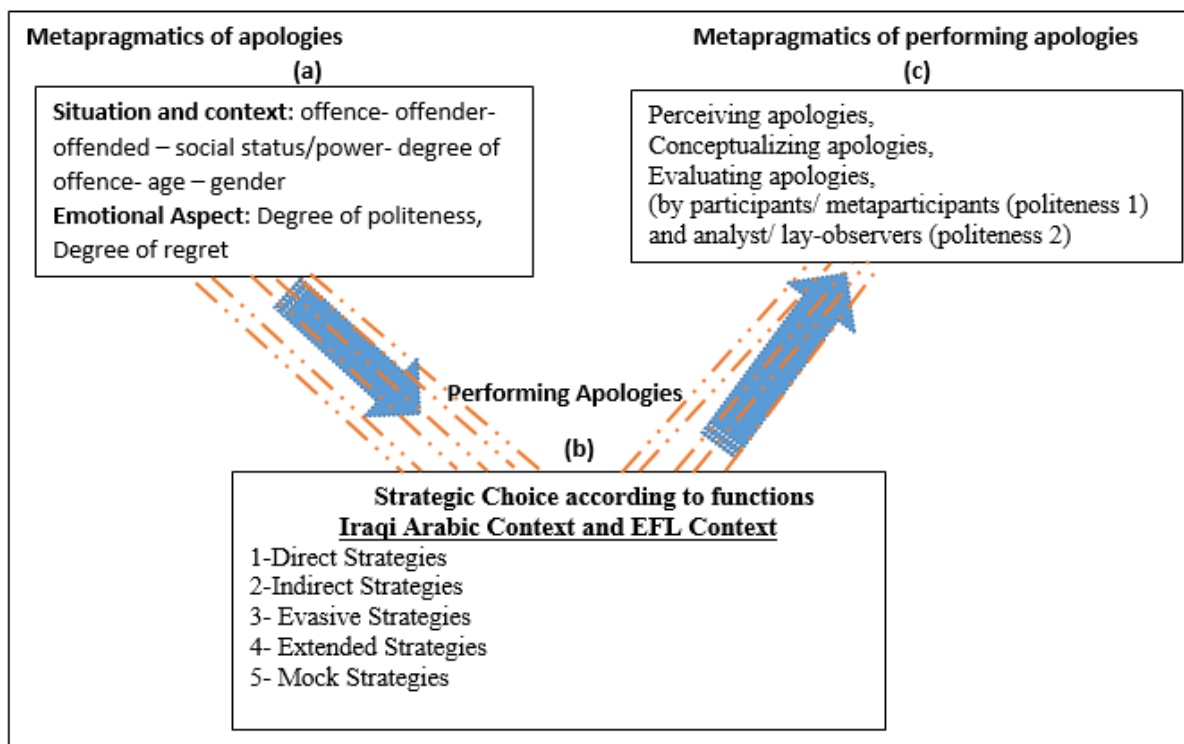 Metapragmatics of apologies
(a)
Situation and context: offence- offender-
offended – social status/power- degree of
offence- age – gender
Emotional Aspect: Degree of politeness,
Degree of regret
Metapragmatics of performing apologies
(c)
Perceiving apologies,
Conceptualizing apologies,
Evaluating apologies,
(by participants/ metaparticipants (politeness 1)
and analyst/ lay-observers (politeness 2)
Performing Apologies
(b)
Strategic Choice according to functions
Iraqi Arabic Context and EFL Context
1-Direct Strategies
2-Indirect Strategies
3- Evasive Strategies
4- Extended Strategies
5- Mock Strategies